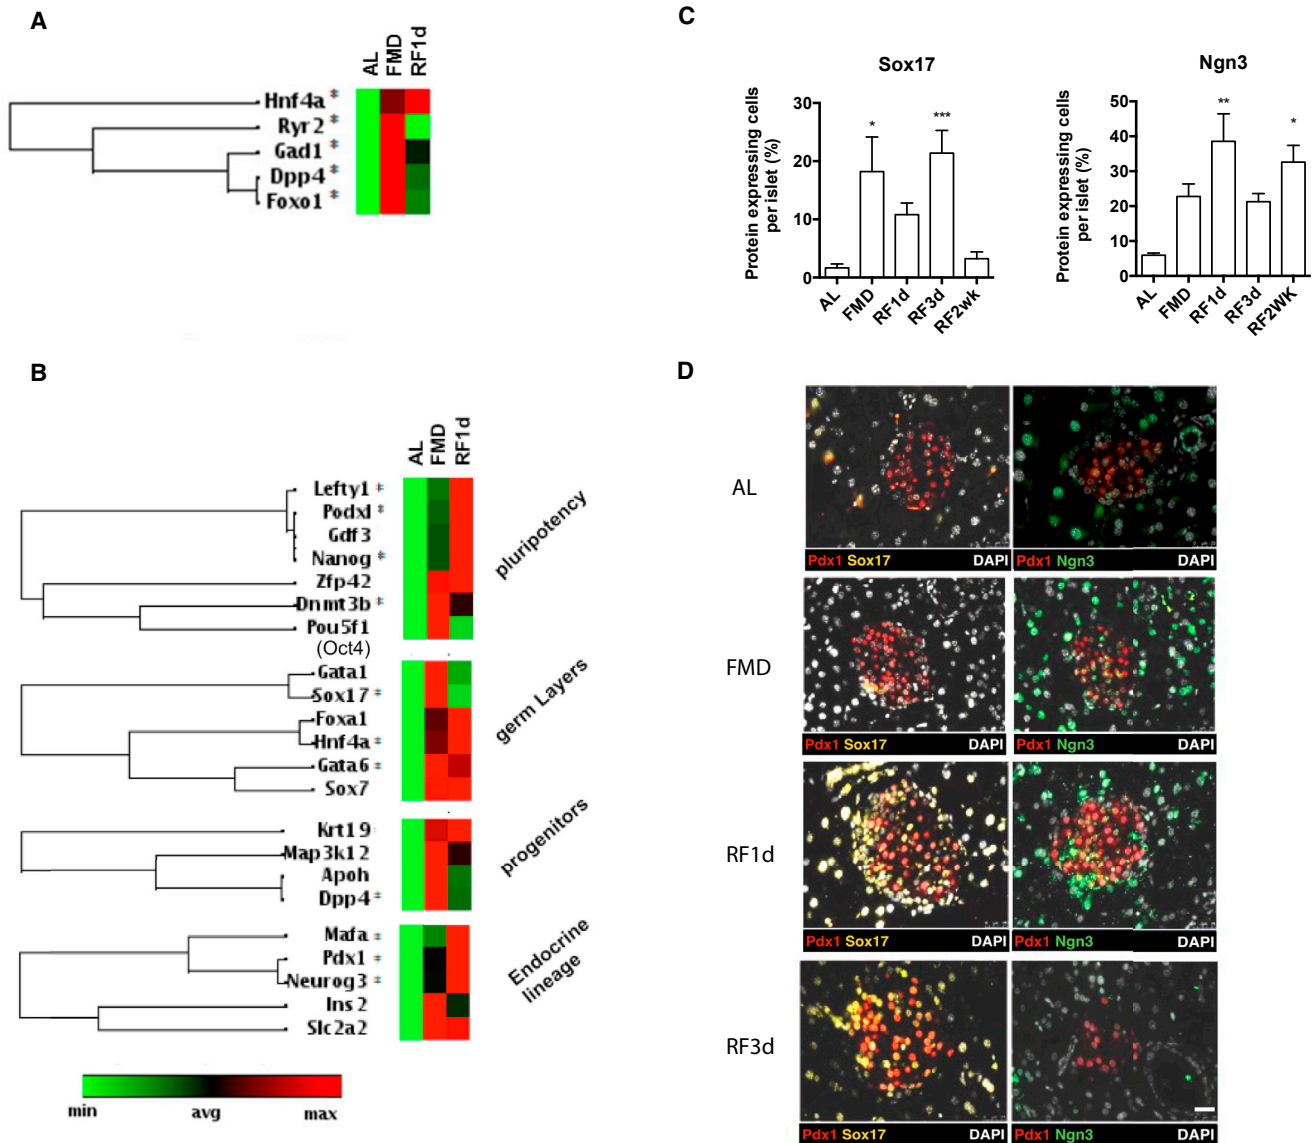 A
AL FMD RF1d
Hnf4a *
Ryr2 *
Gad1 *
Dpp4 *
Foxo1 *
B
AL FMD RF1d
Lefty1 *
Podxl *
Gdf3
Nanog *
Zfp42
Dnmt3b *
Pou5f1
(Oct4)
pluripotency
Gata1
Sox17 *
Foxa1
Hnf4a *
Gata6 *
Sox7
germ Layers
Krt19 *
Map3k12
Apoh
Dpp4 *
progenitors
Mafa *
Pdx1 *
Neurog3 *
Ins2
Slc2a2
Endocrine
lineage
min avg max
C
Sox17
Protein expressing cells
per islet (%)
30
20
10
0
* ***
AL FMD RF1d RF3d RF2wk
Ngn3
Protein expressing cells
per islet (%)
50
40
30
20
10
0
** *
AL FMD RF1d RF3d RF2WK
D
AL
Pdx1 Sox17 DAPI
Pdx1 Ngn3 DAPI
FMD
Pdx1 Sox17 DAPI
Pdx1 Ngn3 DAPI
RF1d
Pdx1 Sox17 DAPI
Pdx1 Ngn3 DAPI
RF3d
Pdx1 Sox17 DAPI
Pdx1 Ngn3 DAPI